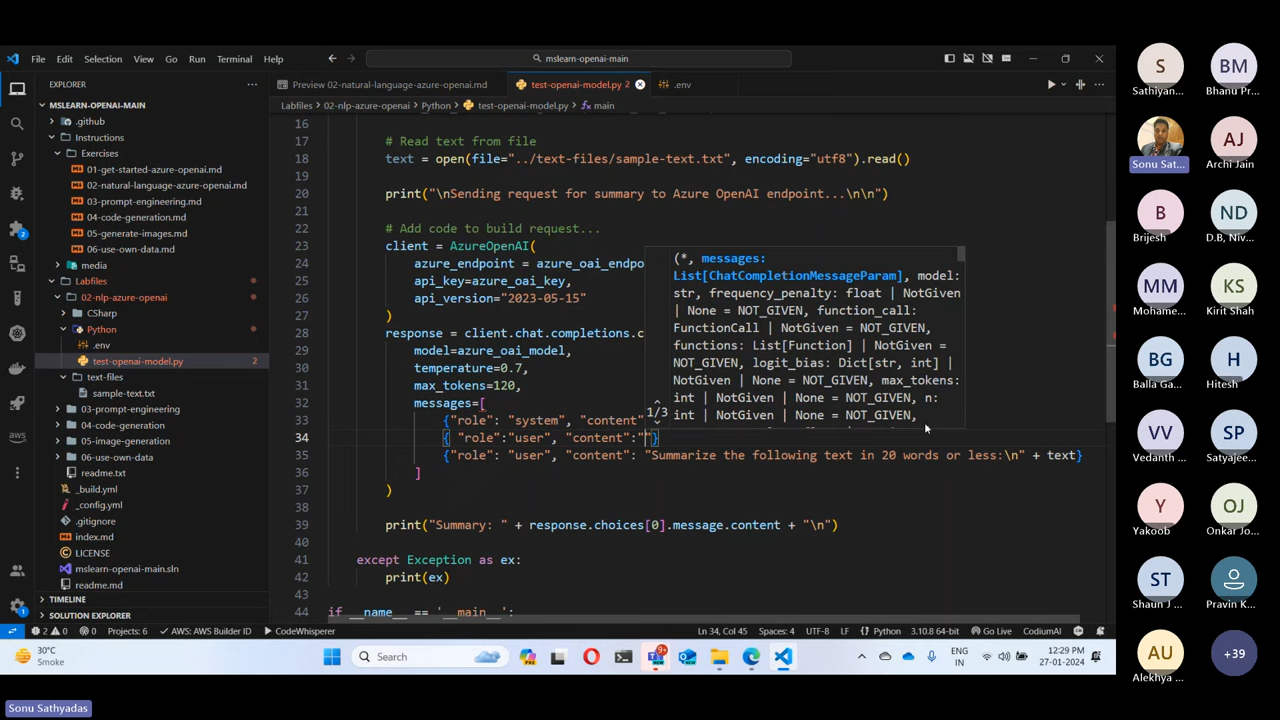 File Edit Selection View Run Terminal Help
mslearn-openai-main
EXPLORER
MSLEARN-OPENAI-MAIN
.github
Instructions
Exercises
01-get-started-azure-openai.md
02-natural-language-azure-openai.md
03-prompt-engineering.md
04-code-generation.md
05-generate-images.md
06-use-own-data.md
media
Labfiles
02-nlp-azure-openai
CSharp
Python
.env
test-openai-model.py 2
text-files
sample-text.txt
03-prompt-engineering
04-code-generation
05-image-generation
06-use-own-data
readme.txt
_build.yml
_config.yml
.gitignore
index.md
LICENSE
mslearn-openai-main.sln
readme.md
TIMELINE
SOLUTION EXPLORER
Preview 02-natural-language-azure-openai.md test-openai-model.py 2 .env
Labfiles > 02-nlp-azure-openai > Python > test-openai-model.py > main
16
17 # Read text from file
18 text = open(file="../text-files/sample-text.txt", encoding="utf8").read()
19
20 print("\nSending request for summary to Azure OpenAI endpoint...\n\n")
21
22 # Add code to build request...
23 client = AzureOpenAI(
24 azure_endpoint = azure_oai_endpo
25 api_key=azure_oai_key,
26 api_version="2023-05-15"
27 )
28 response = client.chat.completions.c
29 model=azure_oai_model,
30 temperature=0.7,
31 max_tokens=120,
32 messages=[
33 {"role": "system", "content"
34 { "role":"user", "content":""}
35 {"role": "user", "content": "Summarize the following text in 20 words or less:\n" + text}
36 ]
37 )
38
39 print("Summary: " + response.choices[0].message.content + "\n")
40
41 except Exception as ex:
42 print(ex)
43
44 if __name__ == '__main__':
1/3
(*, messages:
List[ChatCompletionMessageParam], model:
str, frequency_penalty: float | NotGiven
| None = NOT_GIVEN, function_call:
FunctionCall | NotGiven = NOT_GIVEN,
functions: List[Function] | NotGiven =
NOT_GIVEN, logit_bias: Dict[str, int] |
NotGiven | None = NOT_GIVEN, max_tokens:
int | NotGiven | None = NOT_GIVEN, n:
int | NotGiven | None = NOT_GIVEN,
2 0 0 Projects: 6 AWS: AWS Builder ID CodeWhisperer Ln 34, Col 45 Spaces: 4 UTF-8 LF Python 3.10.8 64-bit Go Live CodiumAI
30°C
Smoke
Search
9+
ENG
IN
12:29 PM
27-01-2024
S
Sathiyan...
BM
Bhanu Pr...
Sonu Sat...
AJ
Archi Jain
B
Brijesh
ND
D.B, Niv...
M
Mohame...
KS
Kirit Shah
BG
Balla Ga...
H
Hitesh
VV
Vedanth ...
SP
Satyajee...
Y
Yakoob
OJ
Onkar Jo...
ST
Shaun J ...
Pravin K...
AU
Alekhya ...
+39
Sonu Sathyadas